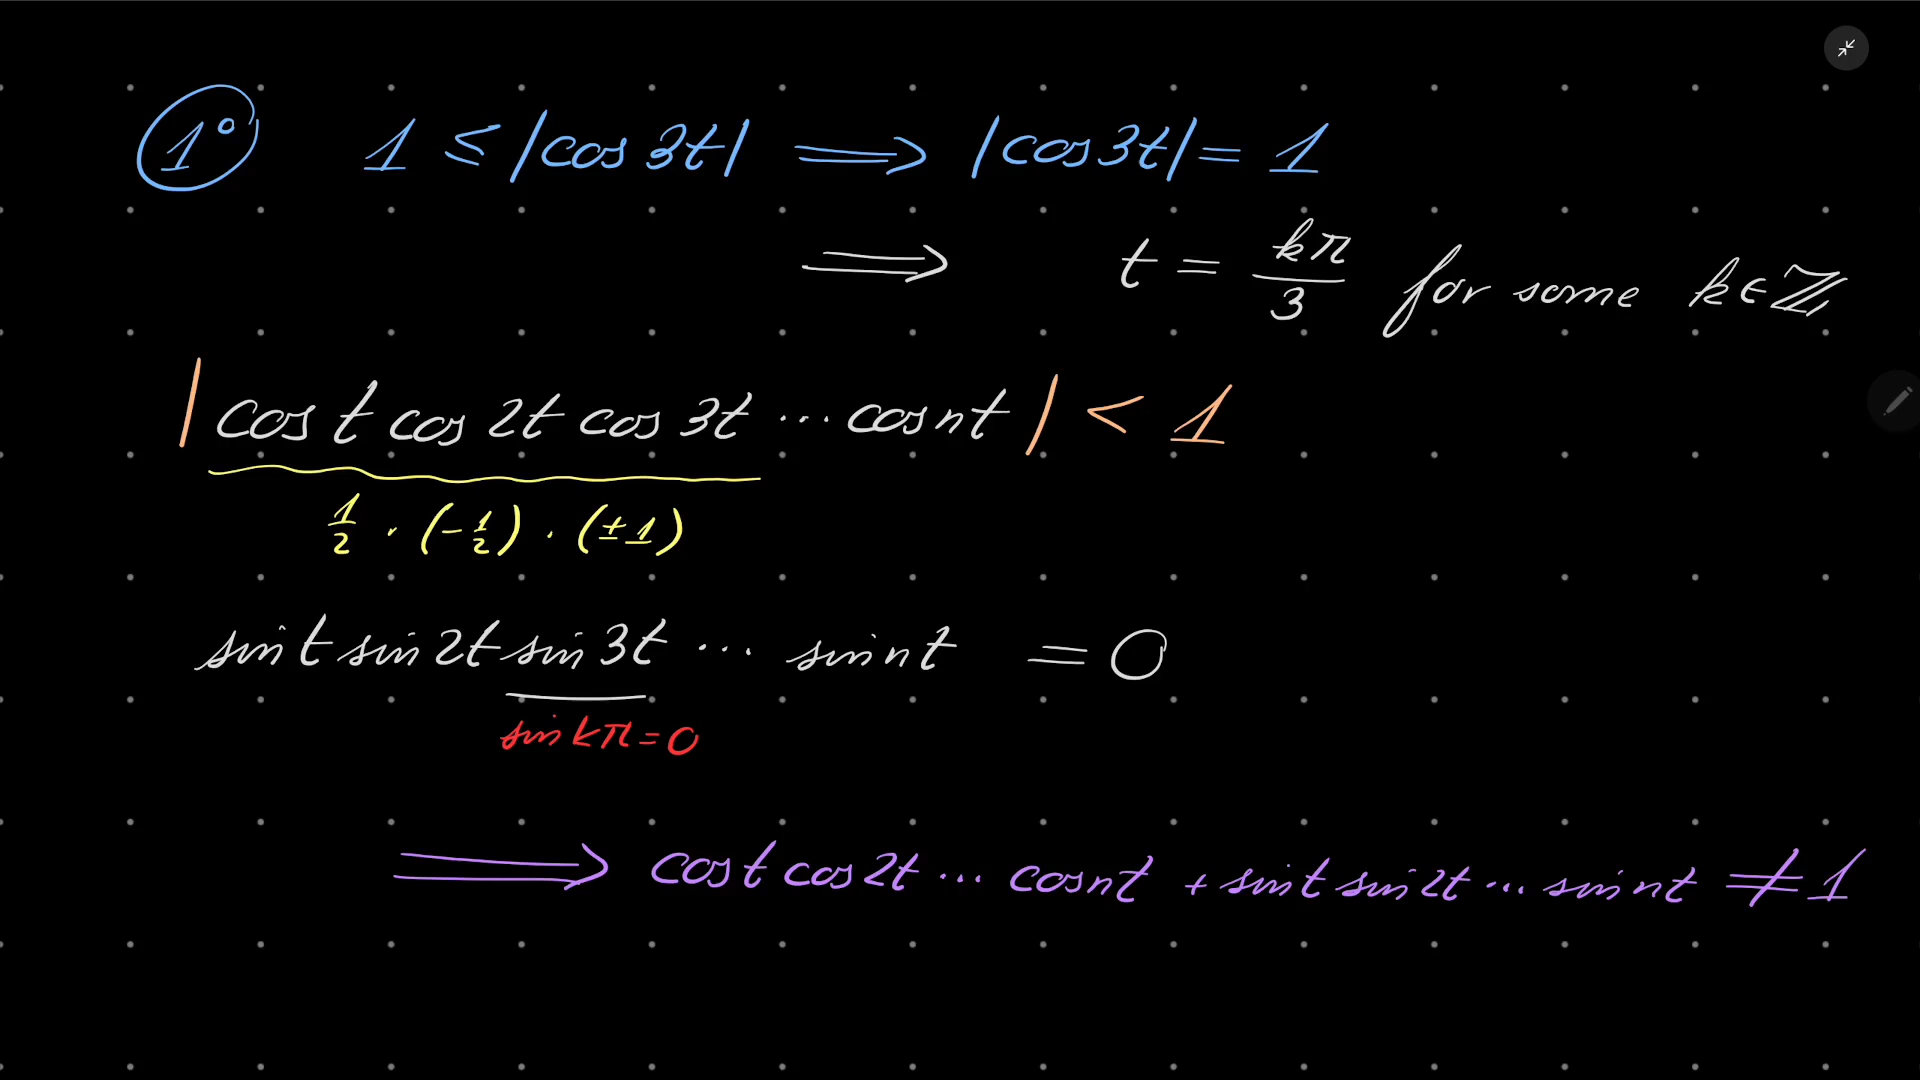 1° 1 ≤ |cos 3t| ⟹ |cos 3t| = 1
⟹ t = kπ/3 for some k∈ℤ
|cos t cos 2t cos 3t ... cos nt| < 1
1/2 · (-1/2) · (±1)
sin t sin 2t sin 3t ... sin nt = 0
sin kπ = 0
⟹ cos t cos 2t ... cos nt + sin t sin 2t ... sin nt ≠ 1